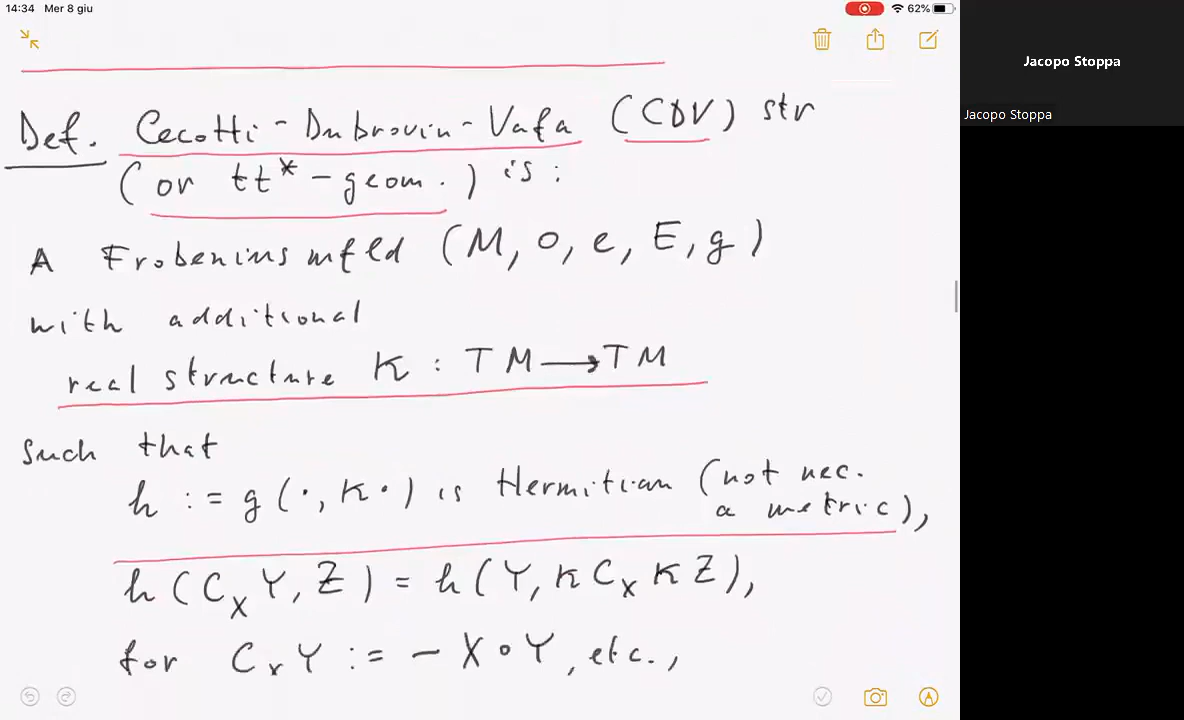 14:34 Mer 8 giu
62%
Def. Cecotti-Dubrovin-Vafa (CDV) str
(or tt*-geom.) is:
A Frobenius mfld (M, o, e, E, g)
with additional
real structure K : TM → TM
Such that
h := g(·, K·) is Hermitian (not nec.
a metric),
h(C_X Y, Z) = h(Y, K C_X K Z),
for C_X Y := - X ∘ Y, etc.,
Jacopo Stoppa
Jacopo Stoppa